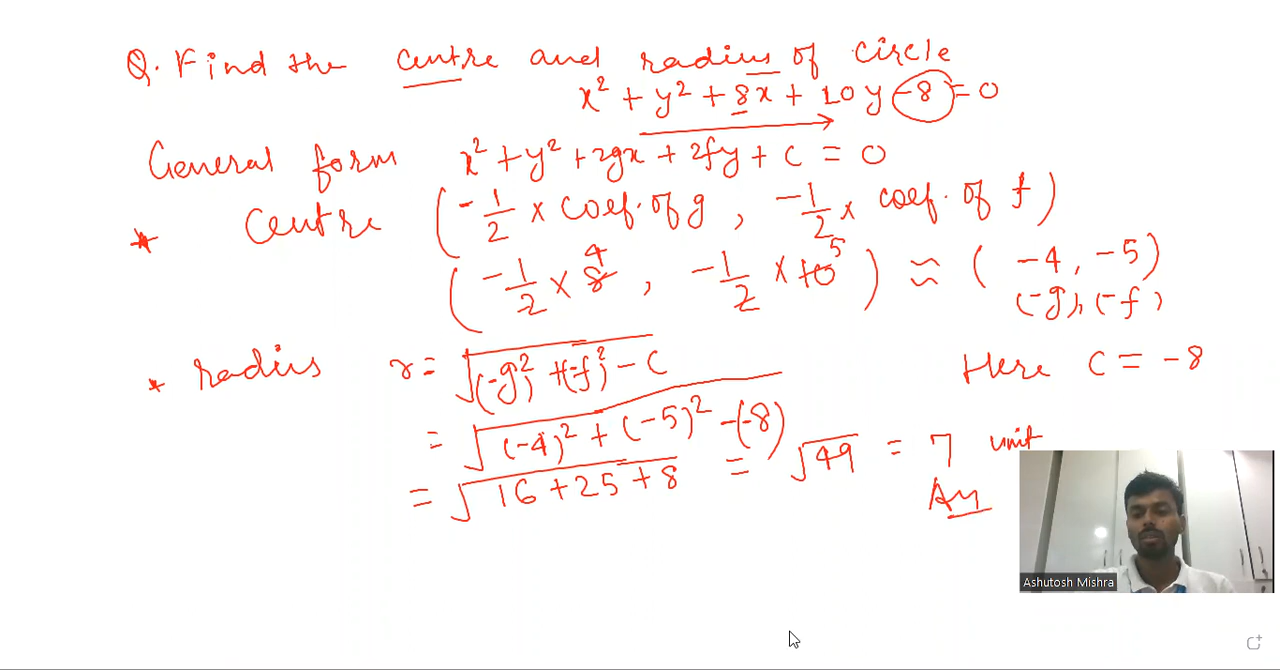 Q. Find the centre and radius of circle
x² + y² + 8x + 10y - 8 = 0
General form x² + y² + 2gx + 2fy + c = 0
* Centre (-1/2 × coef. of g, -1/2 × coef. of f)
(-1/2 × 8 4, -1/2 × 10 5) ≈ (-4, -5)
(-g), (-f)
* radius r = √(-g)² + (-f)² - c Here c = -8
= √(-4)² + (-5)² - (-8)
= √16 + 25 + 8 = √49 = 7 unit
Ashutosh Mishra